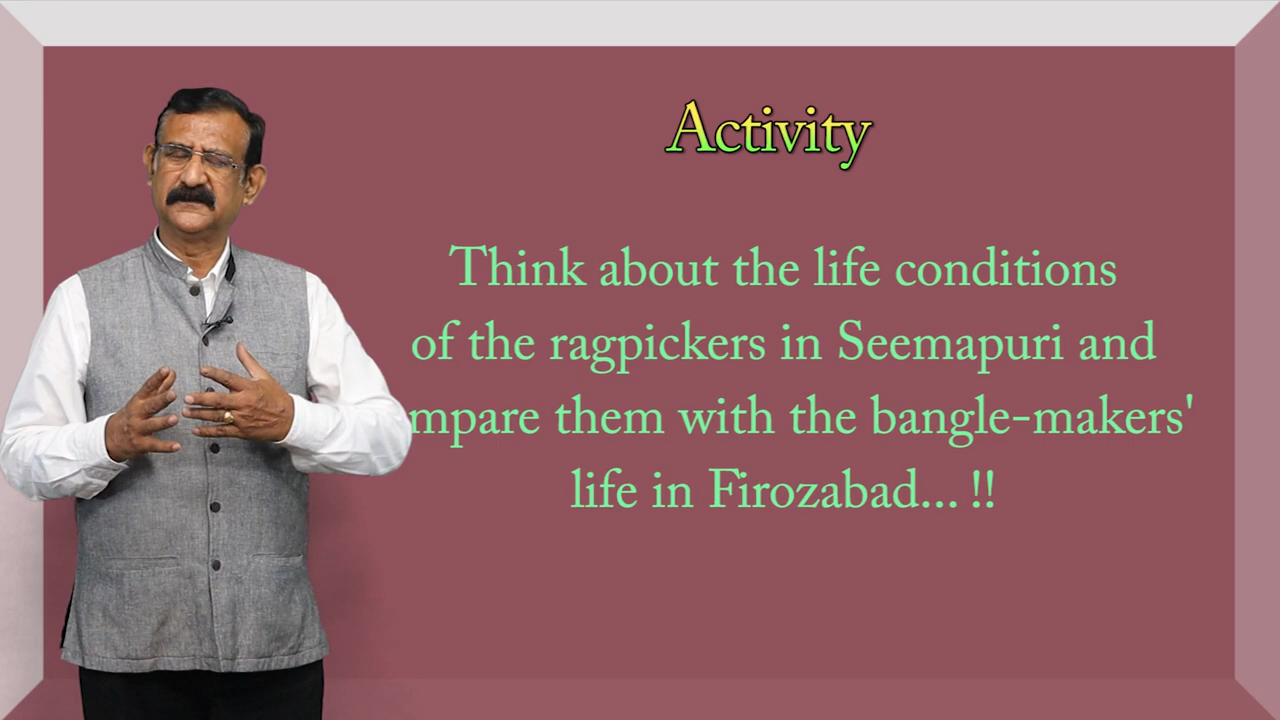 Activity
Think about the life conditions
of the ragpickers in Seemapuri and
mpare them with the bangle-makers'
life in Firozabad... !!